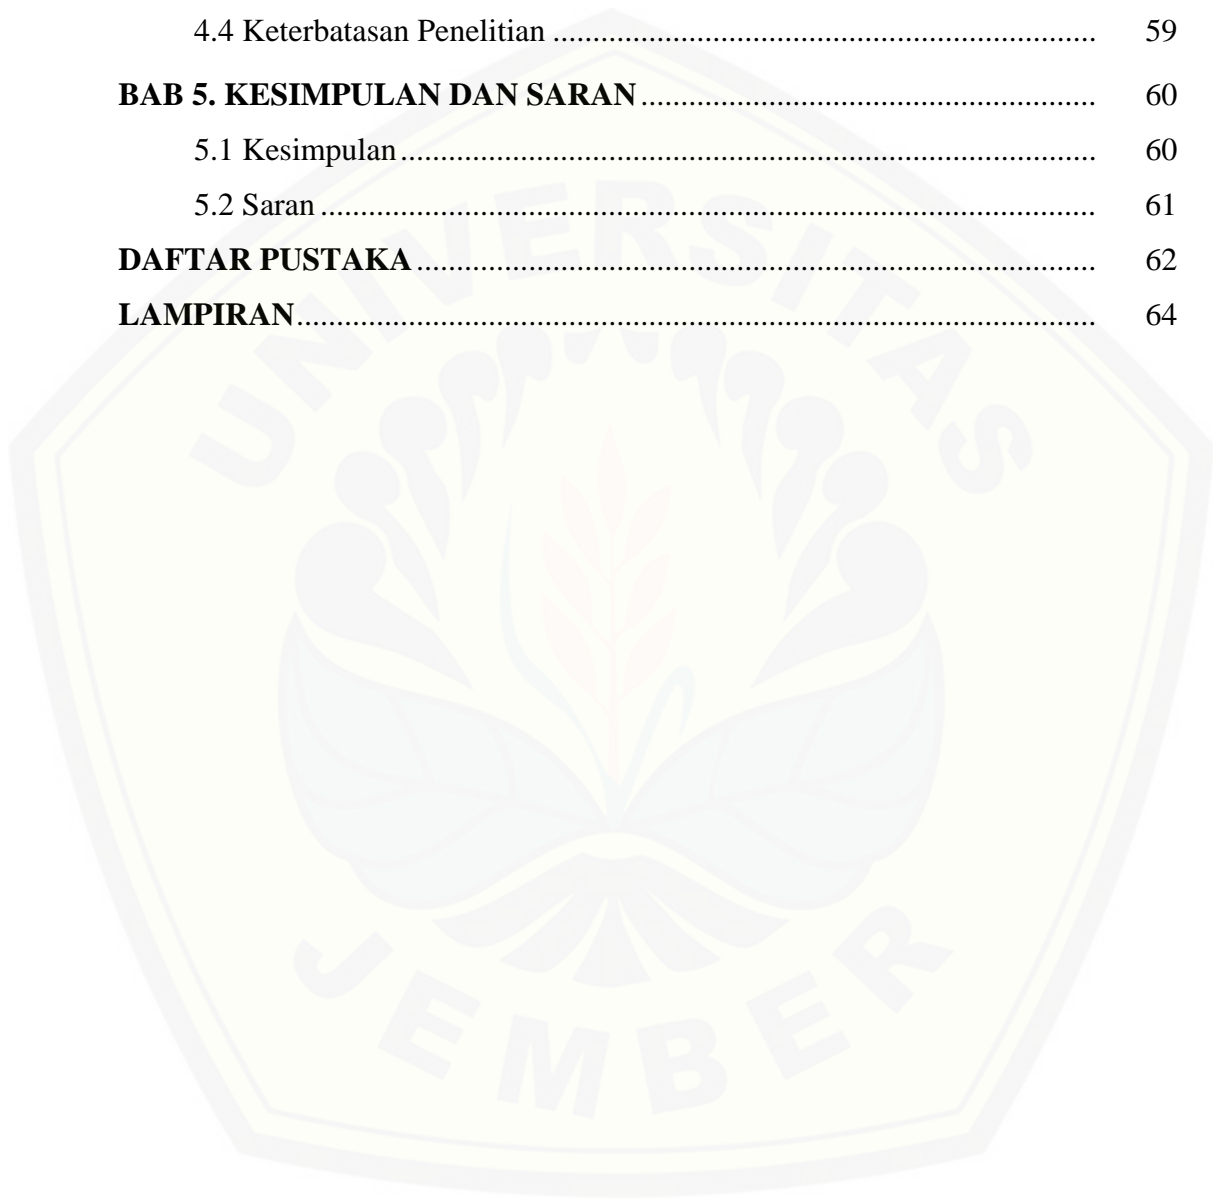 4.4 Keterbatasan Penelitian ..................................................................... 59
BAB 5. KESIMPULAN DAN SARAN .......................................................... 60
5.1 Kesimpulan ........................................................................................ 60
5.2 Saran .................................................................................................. 61
DAFTAR PUSTAKA ...................................................................................... 62
LAMPIRAN ..................................................................................................... 64
UNIVERSITAS
JEMBER